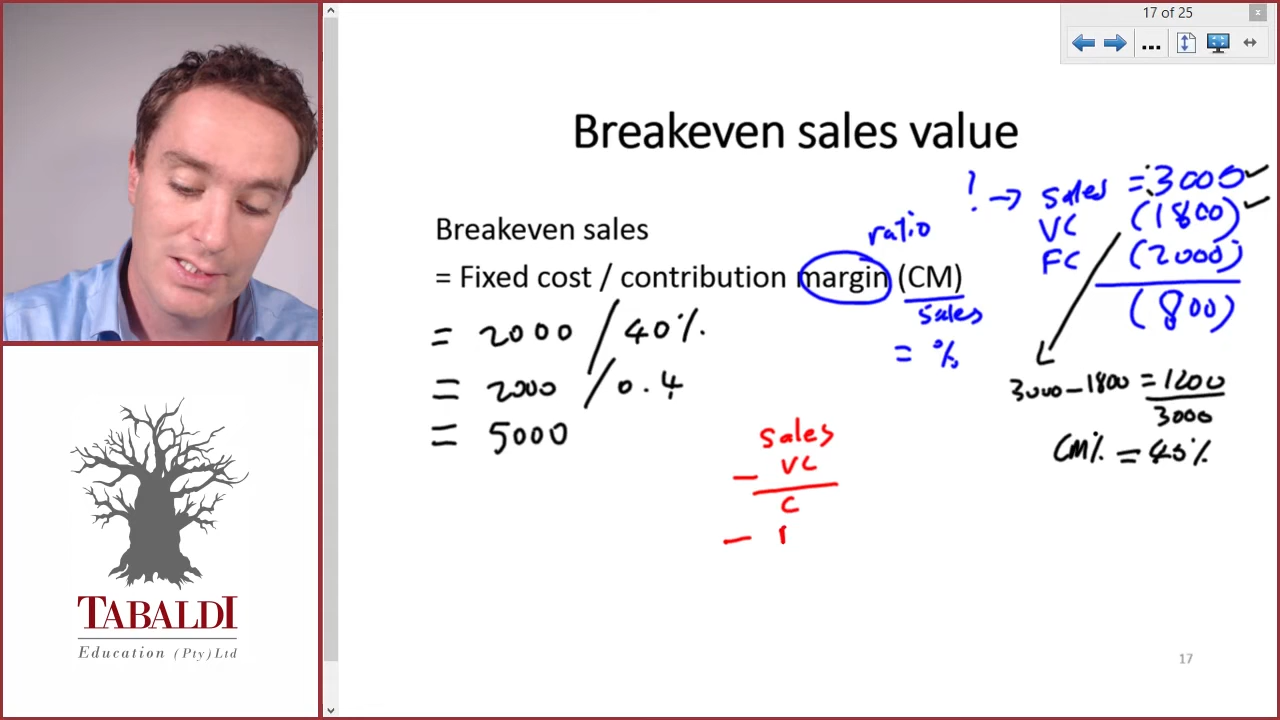 17 of 25
Breakeven sales value
! → sales = 3000
VC (1800)
FC (2000)
(800)
Breakeven sales
ratio
= Fixed cost / contribution margin (CM)
sales
= %
= 2000 / 40%
= 2000 / 0.4
= 5000
3000 - 1800 = 1200
3000
CM% = 40%
sales
- VC
C
-
TABALDI
Education (Pty) Ltd
17